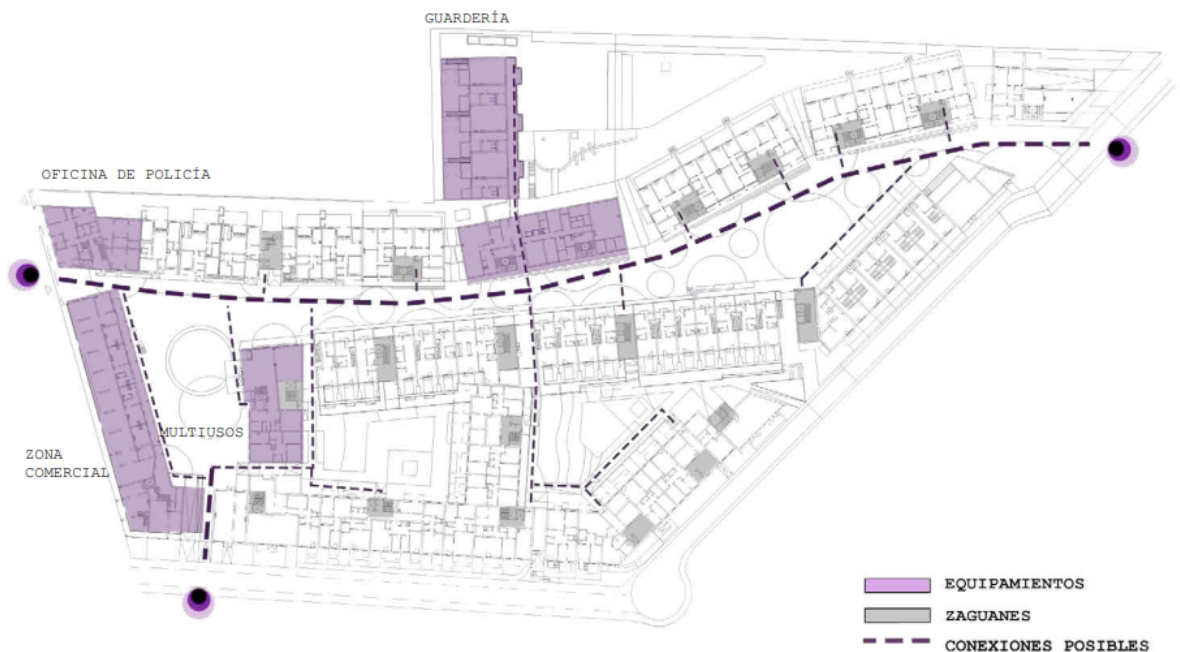 GUARDERÍA
OFICINA DE POLICÍA
MULTIUSOS
ZONA
COMERCIAL
EQUIPAMIENTOS
ZAGUANES
CONEXIONES POSIBLES